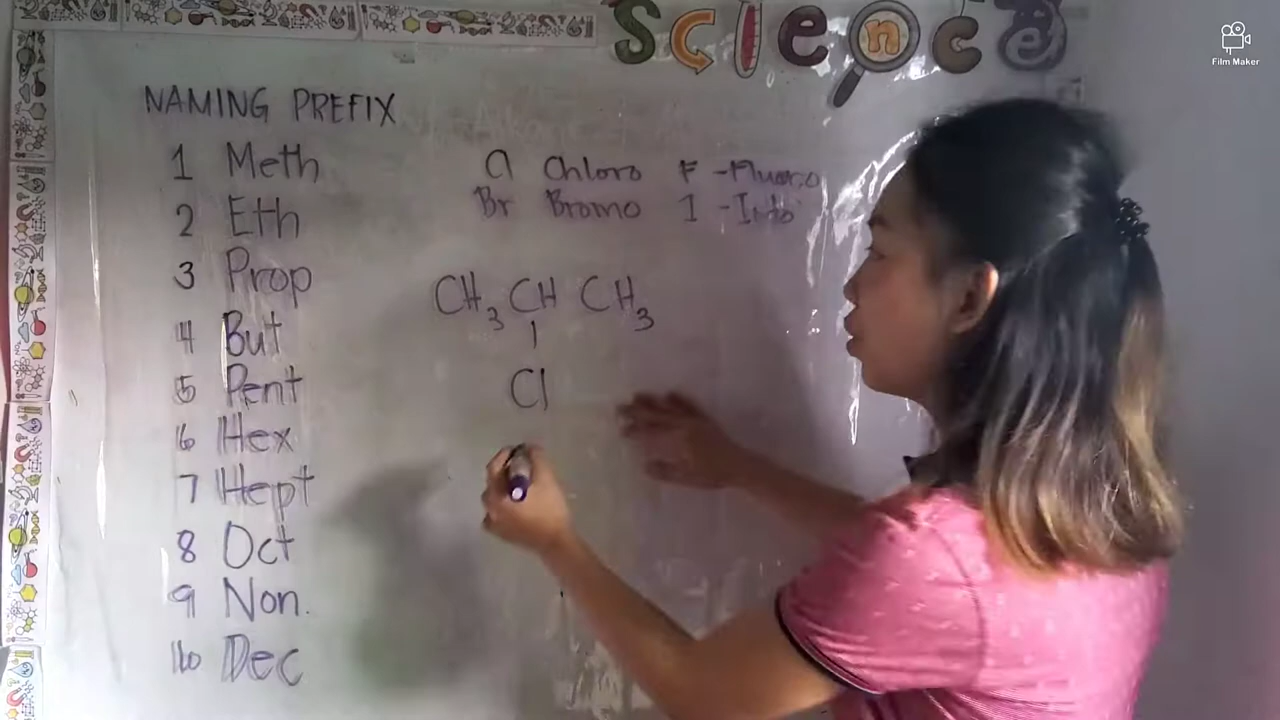 Science
Film Maker
NAMING PREFIX
1 Meth
2 Eth
3 Prop
4 But
5 Pent
6 Hex
7 Hept
8 Oct
9 Non.
10 Dec
Cl Chloro F - Fluoro
Br Bromo I - Iodo
CH3 CH CH3
Cl